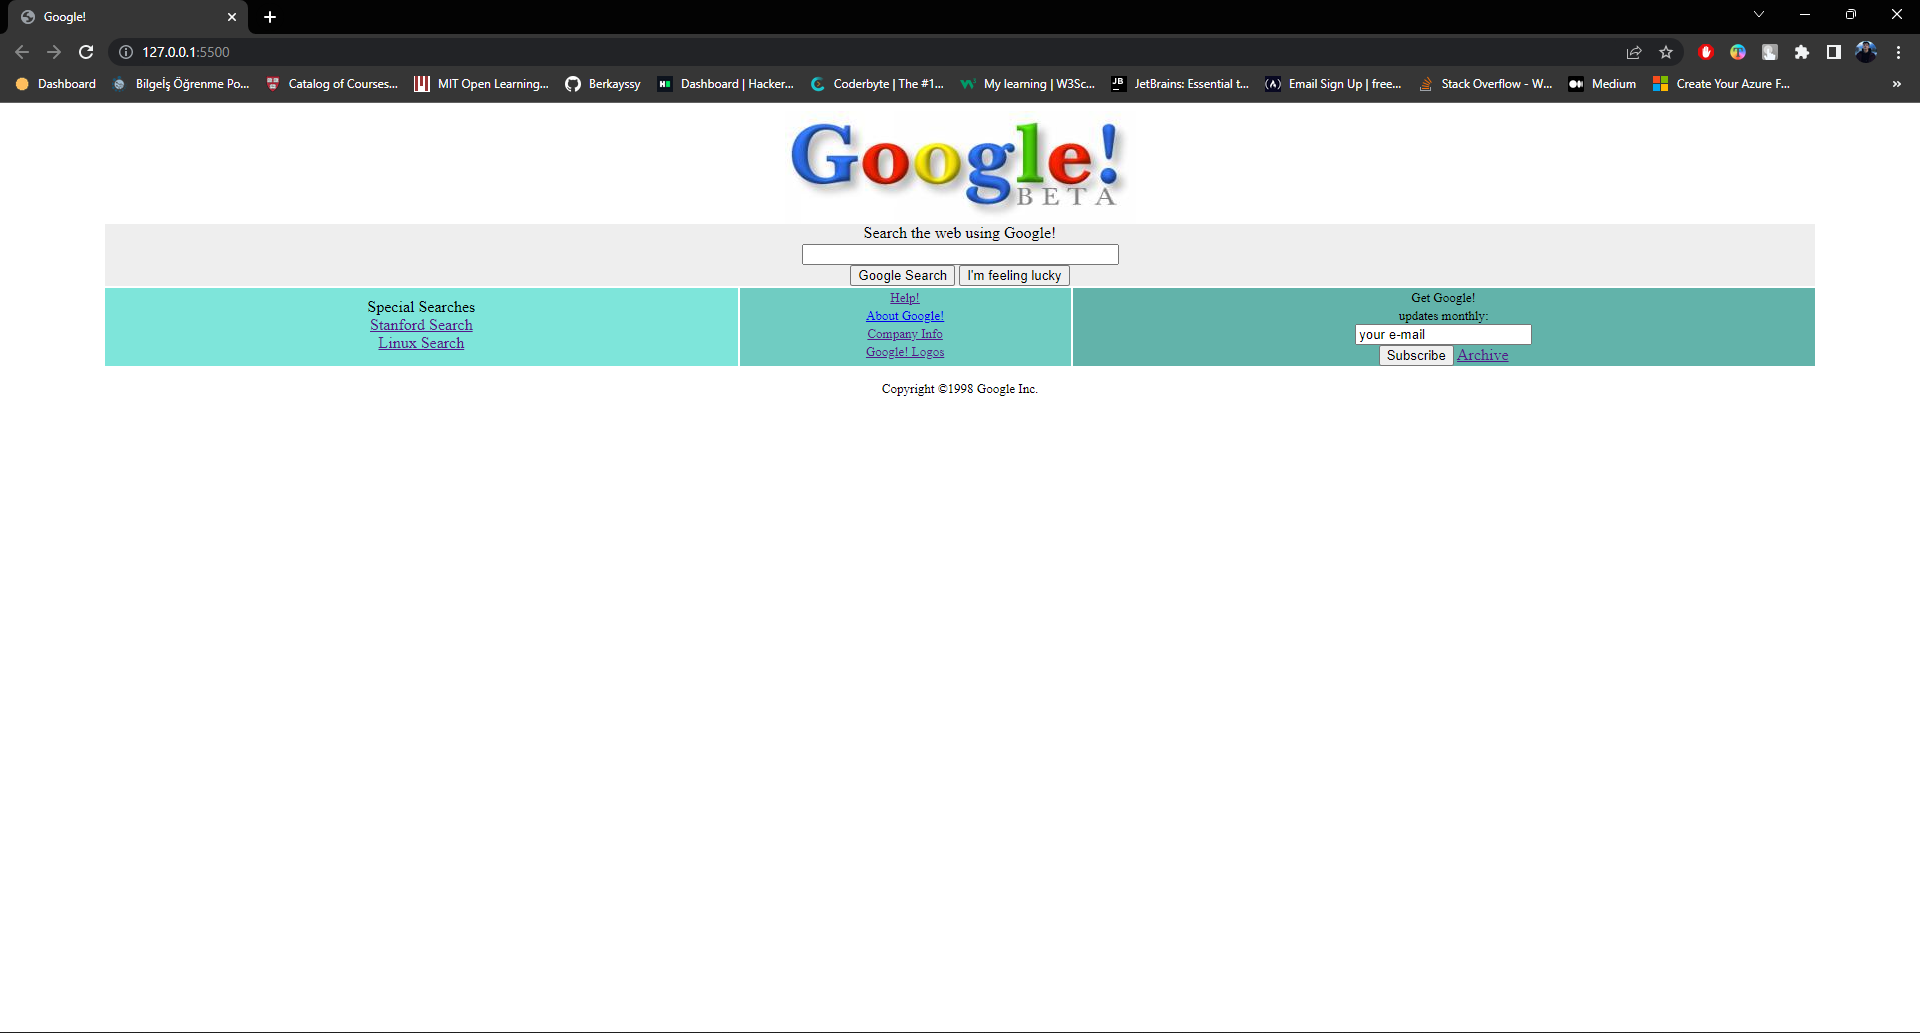 Google!
127.0.0.1:5500
Dashboard
Bilgeİş Öğrenme Po...
Catalog of Courses...
MIT Open Learning...
Berkayssy
Dashboard | Hacker...
Coderbyte | The #1...
My learning | W3Sc...
JetBrains: Essential t...
Email Sign Up | free...
Stack Overflow - W...
Medium
Create Your Azure F...
Google!
BETA
Search the web using Google!
Google Search
I'm feeling lucky
Special Searches
Stanford Search
Linux Search
Help!
About Google!
Company Info
Google! Logos
Get Google!
updates monthly:
your e-mail
Subscribe Archive
Copyright ©1998 Google Inc.